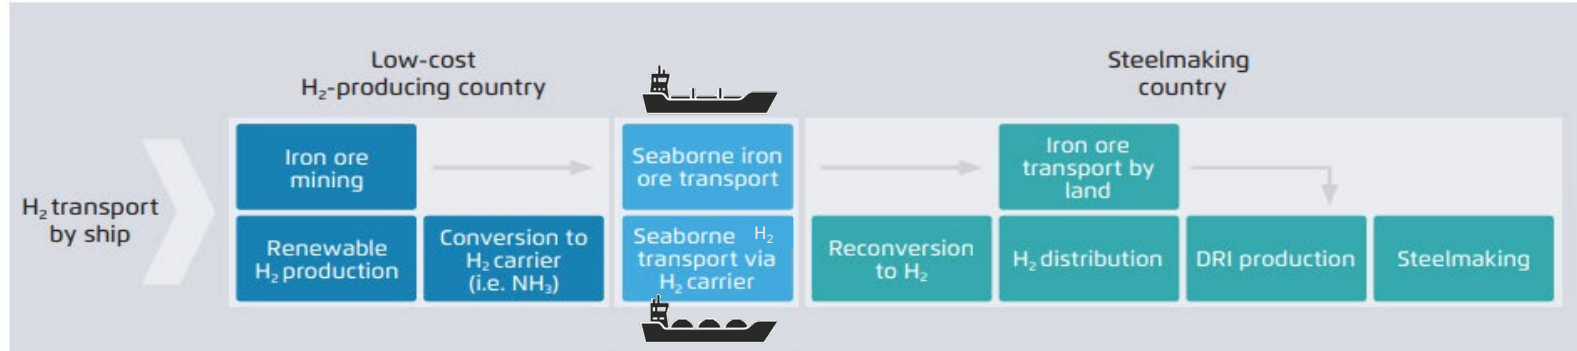 Low-cost
H₂-producing country
Steelmaking
country
H₂ transport
by ship
Iron ore
mining
Seaborne iron
ore transport
Iron ore
transport by
land
Renewable
H₂ production
Conversion to
H₂ carrier
(i.e. NH₃)
Seaborne H₂
transport via
H₂ carrier
Reconversion
to H₂
H₂ distribution
DRI production
Steelmaking